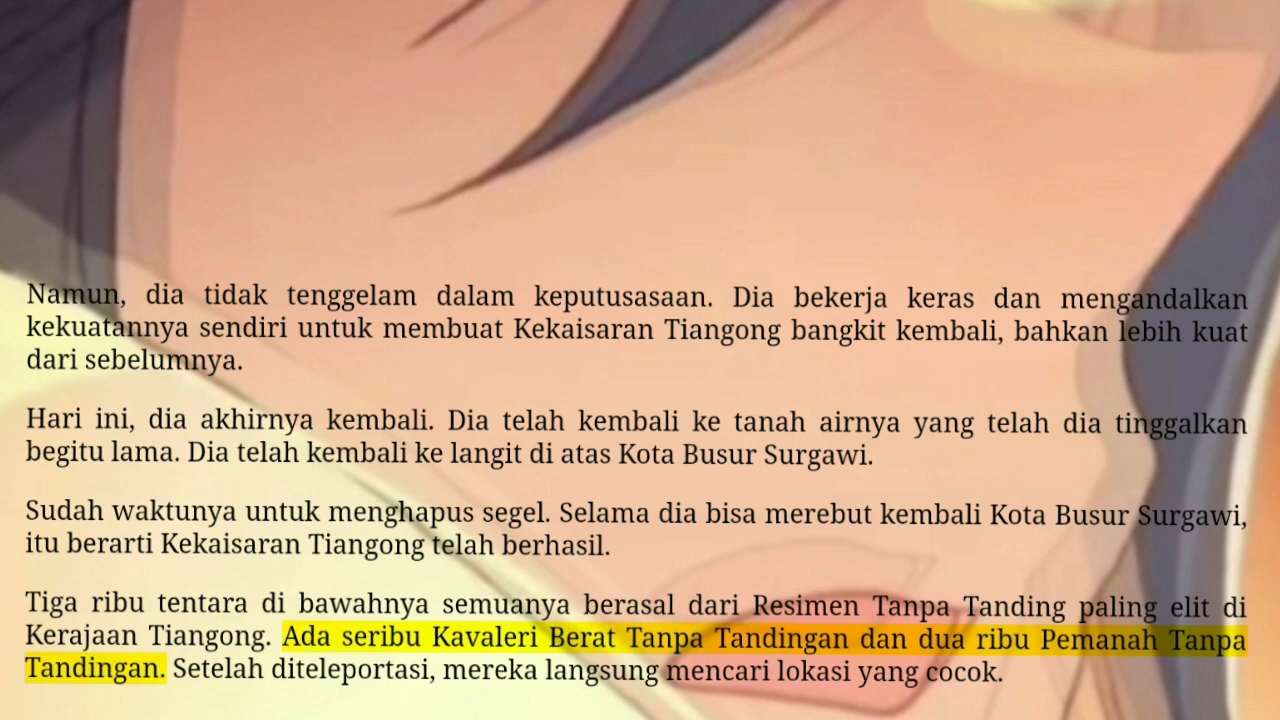 Namun, dia tidak tenggelam dalam keputusasaan. Dia bekerja keras dan mengandalkan
kekuatannya sendiri untuk membuat Kekaisaran Tiangong bangkit kembali, bahkan lebih kuat
dari sebelumnya.
Hari ini, dia akhirnya kembali. Dia telah kembali ke tanah airnya yang telah dia tinggalkan
begitu lama. Dia telah kembali ke langit di atas Kota Busur Surgawi.
Sudah waktunya untuk menghapus segel. Selama dia bisa merebut kembali Kota Busur Surgawi,
itu berarti Kekaisaran Tiangong telah berhasil.
Tiga ribu tentara di bawahnya semuanya berasal dari Resimen Tanpa Tanding paling elit di
Kerajaan Tiangong. Ada seribu Kavaleri Berat Tanpa Tandingan dan dua ribu Pemanah Tanpa
Tandingan. Setelah diteleportasi, mereka langsung mencari lokasi yang cocok.